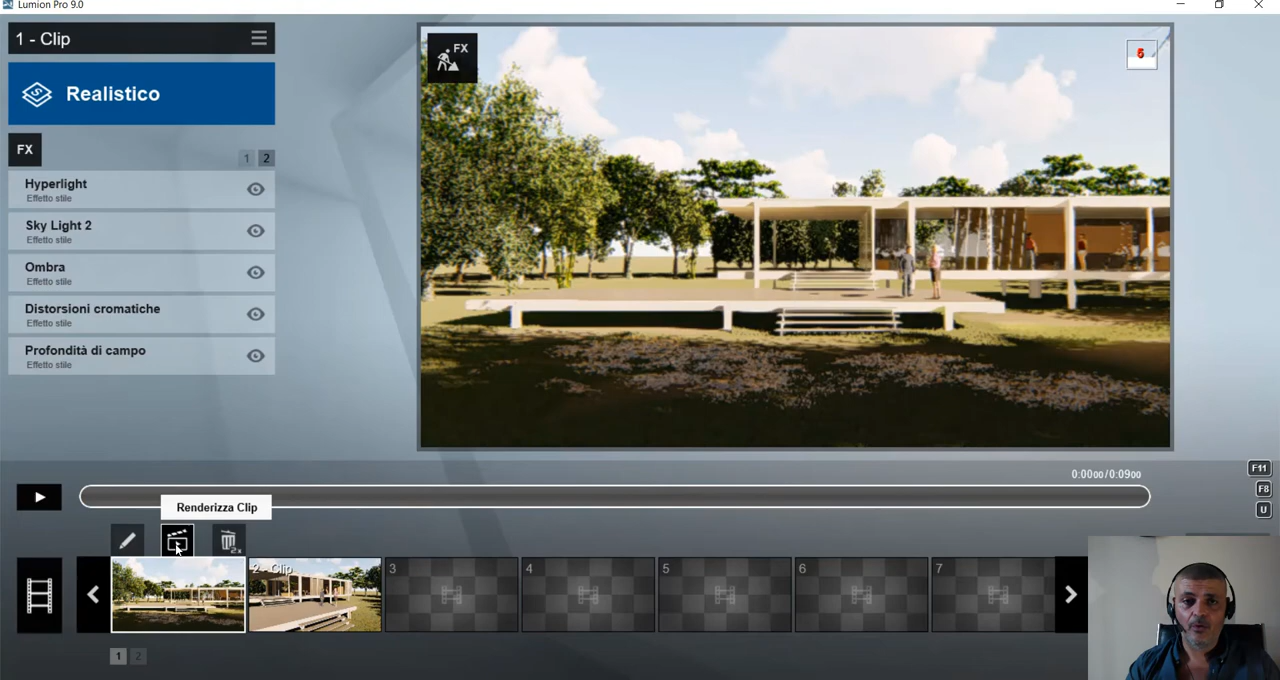 Lumion Pro 9.0
1 - Clip
Realistico
FX
1 2
Hyperlight
Effetto stile
Sky Light 2
Effetto stile
Ombra
Effetto stile
Distorsioni cromatiche
Effetto stile
Profondità di campo
Effetto stile
FX
5
0:0000/0:0900
F11
F8
U
Renderizza Clip
2x
2 - Clip
3
4
5
6
7
1 2